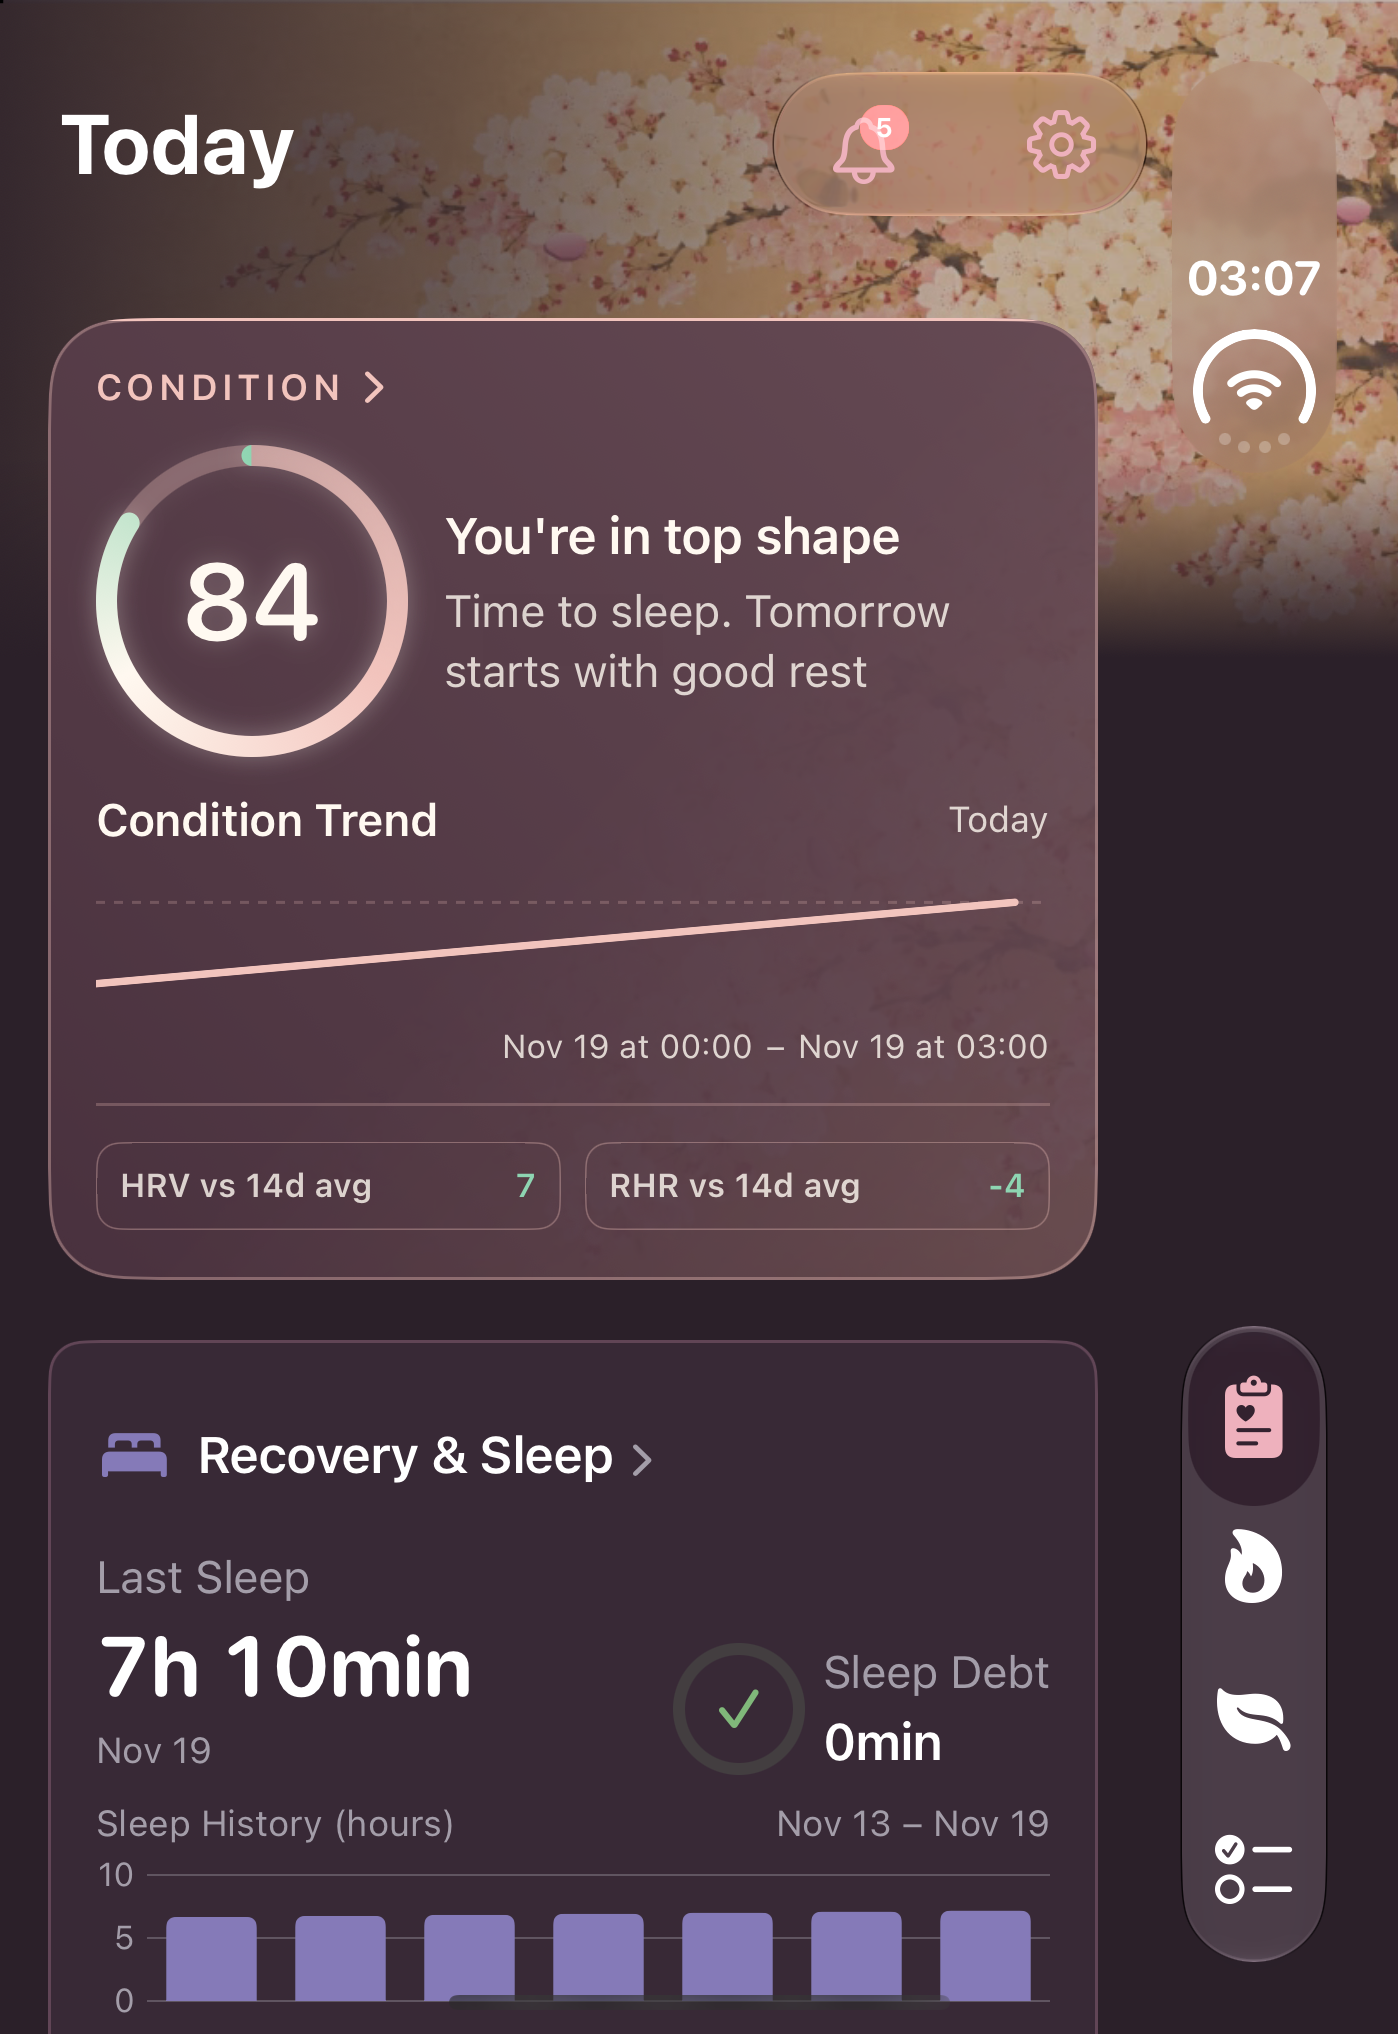 Today
5
03:07
CONDITION
84
You're in top shape
Time to sleep. Tomorrow
starts with good rest
Condition Trend
Today
Nov 19 at 00:00 – Nov 19 at 03:00
HRV vs 14d avg 7
RHR vs 14d avg -4
Recovery & Sleep
Last Sleep
7h 10min
Nov 19
Sleep Debt
0min
Sleep History (hours)
Nov 13 – Nov 19
10
5
0